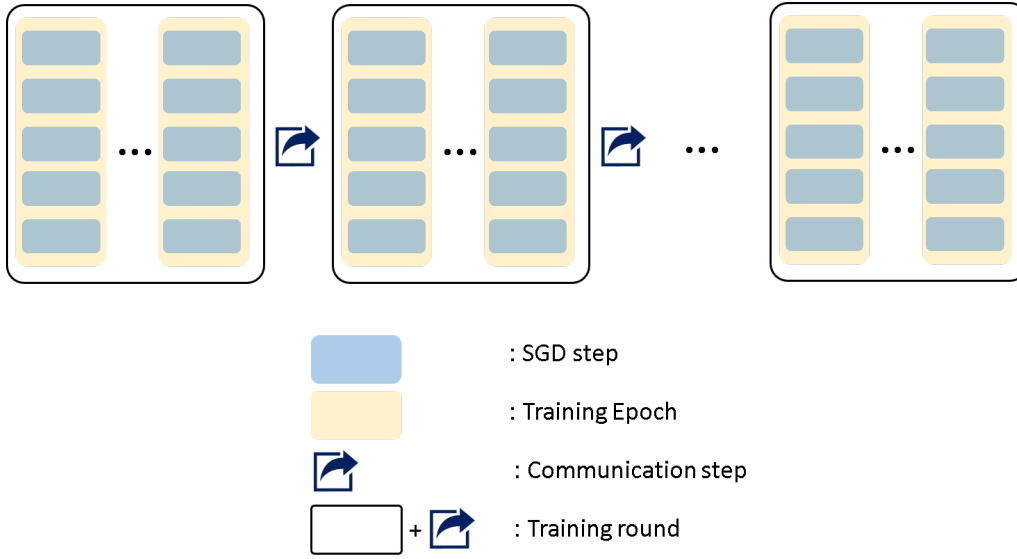 ...
...
...
...
: SGD step
: Training Epoch
: Communication step
+ : Training round